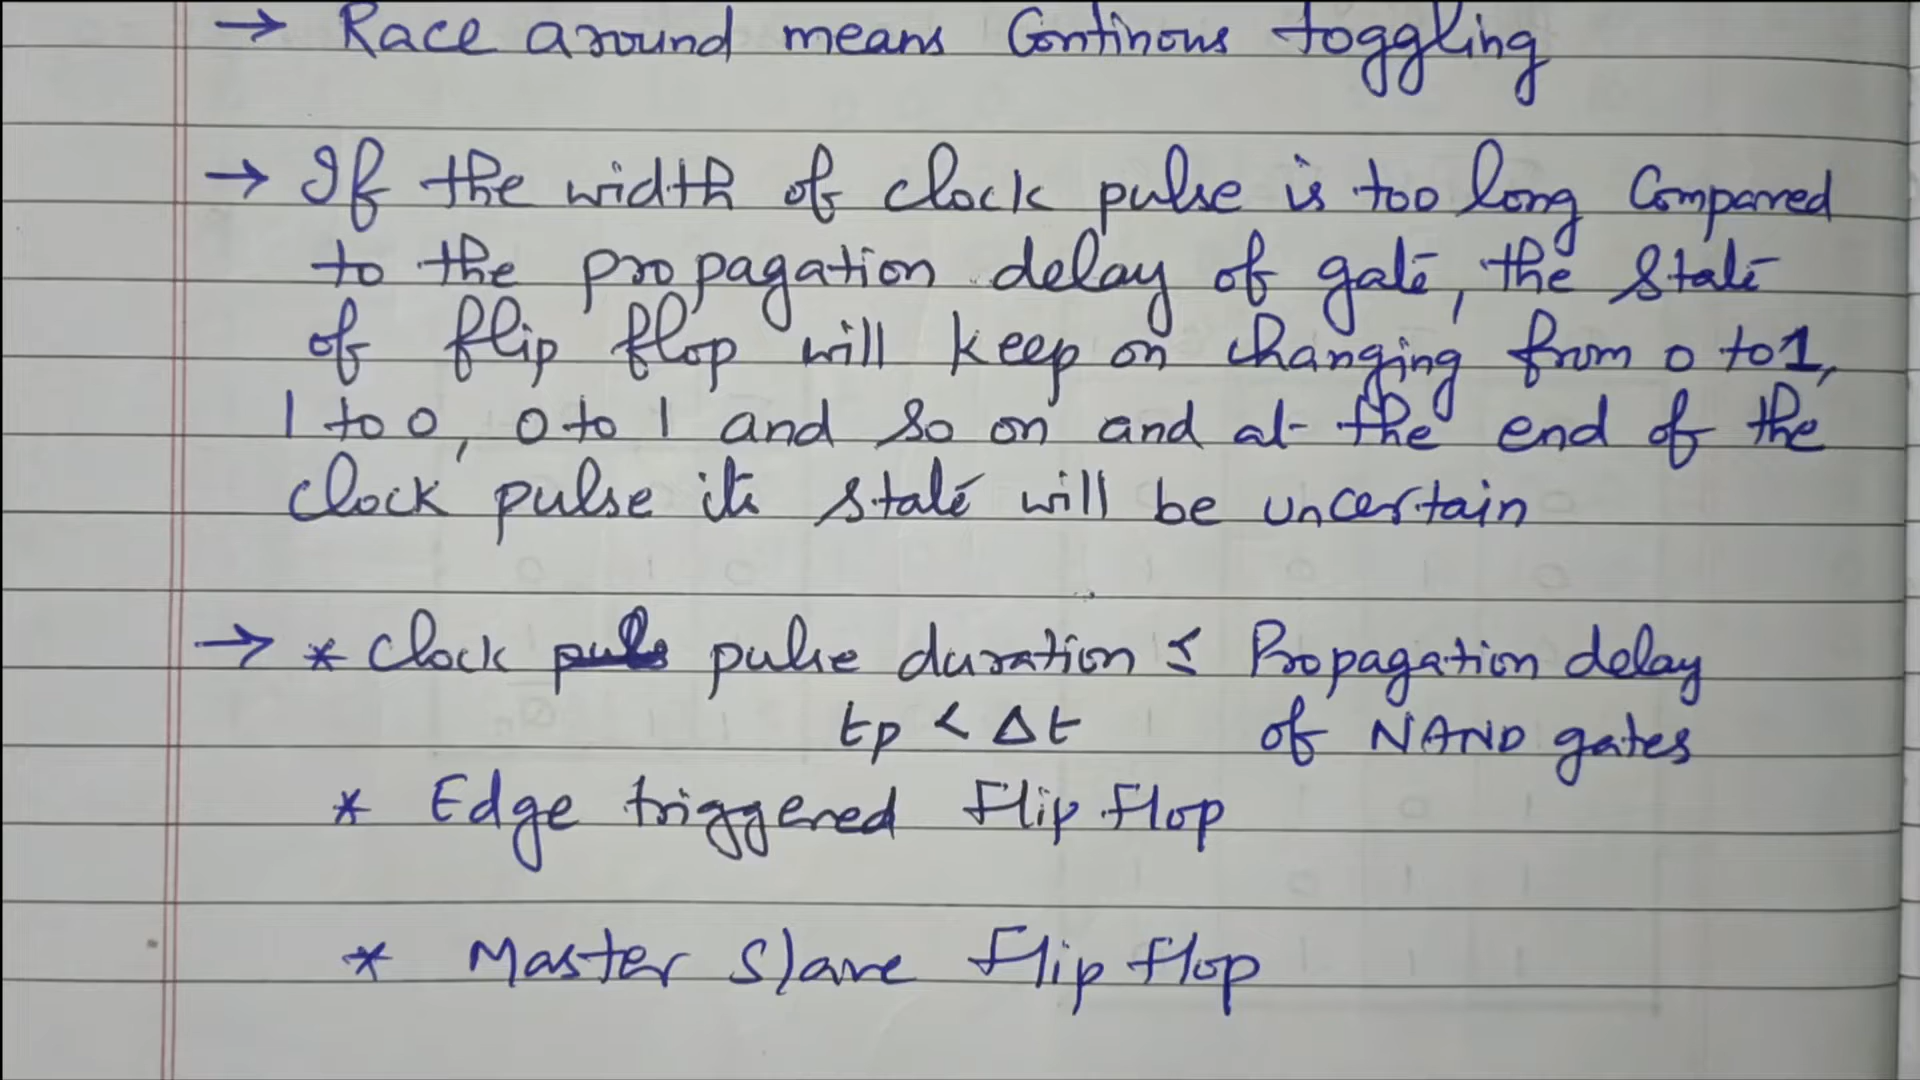 → Race around means Continous toggling
→ If the width of clock pulse is too long Compared
to the propagation delay of gate, the state
of flip flop will keep on changing from 0 to 1,
1 to 0, 0 to 1 and so on and at the end of the
clock pulse its state will be uncertain
→ * Clock pulse duration ≤ Propagation delay
tp < Δt of NAND gates
* Edge triggered Flip Flop
* Master Slave Flip flop